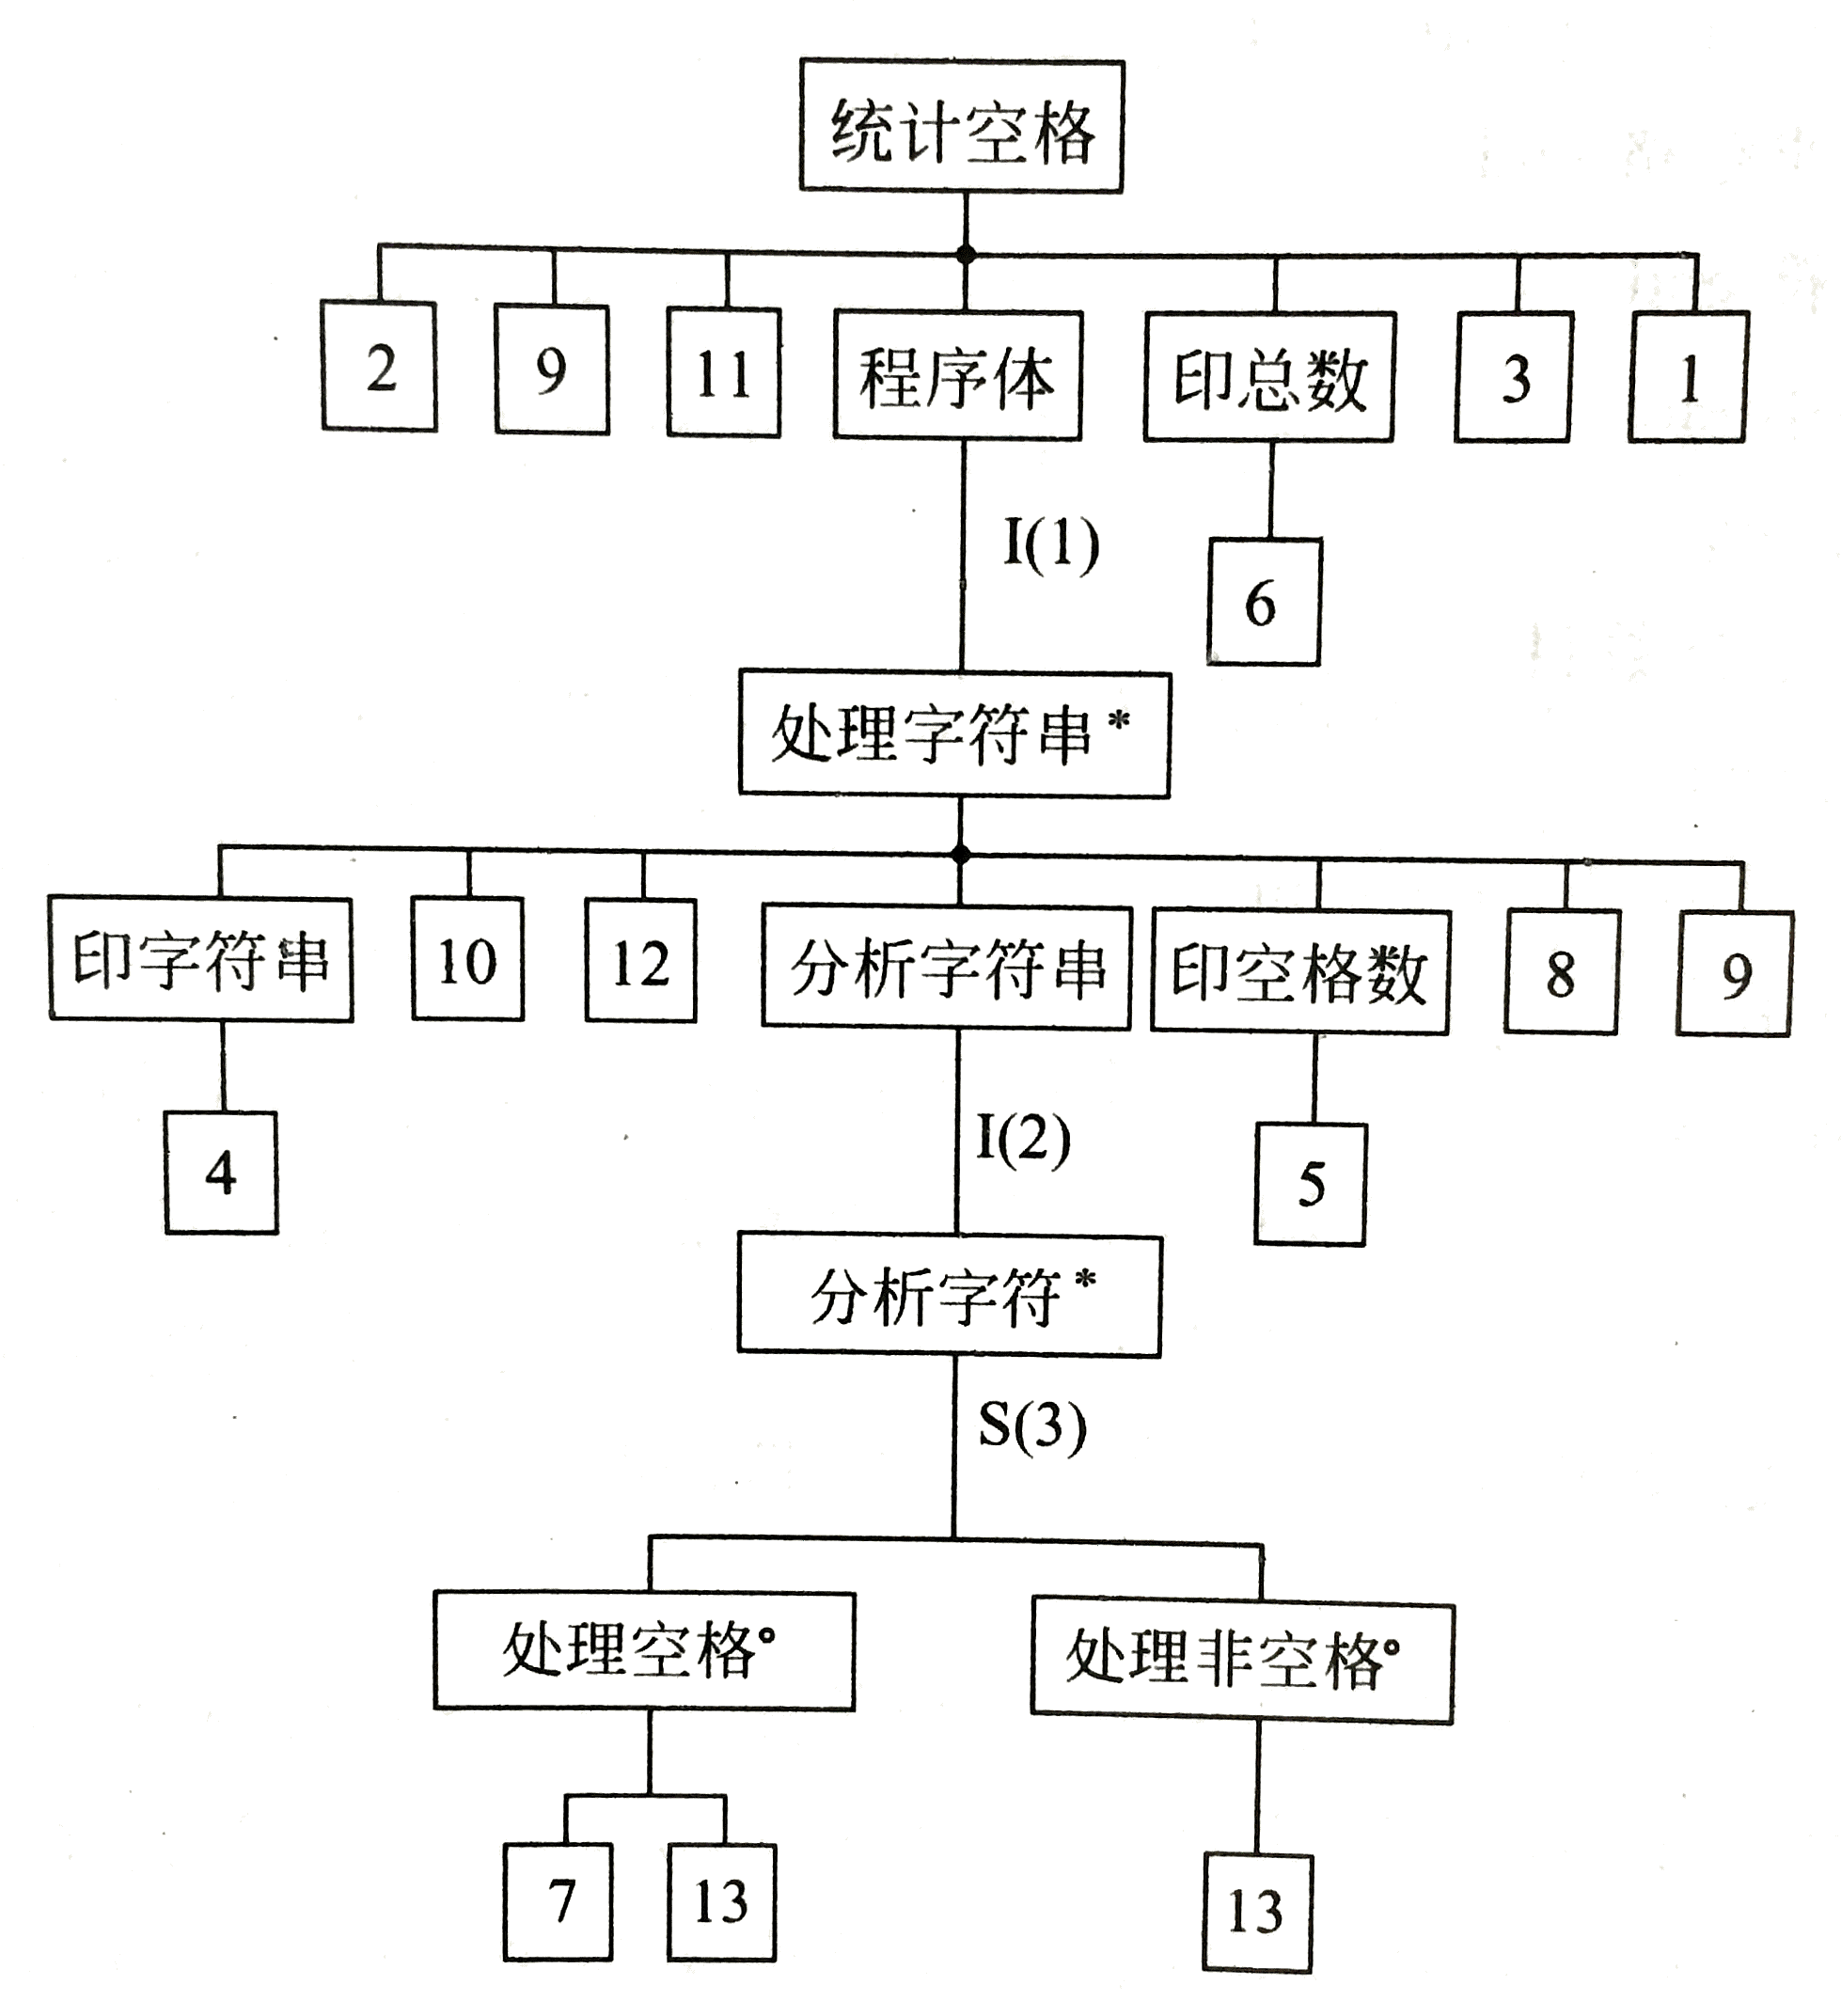 统计空格
2 9 11 程序体 印总数 3 1
I(1)
6
处理字符串*
印字符串 10 12 分析字符串 印空格数 8 9
I(2)
4 5
分析字符*
S(3)
处理空格° 处理非空格°
7 13 13